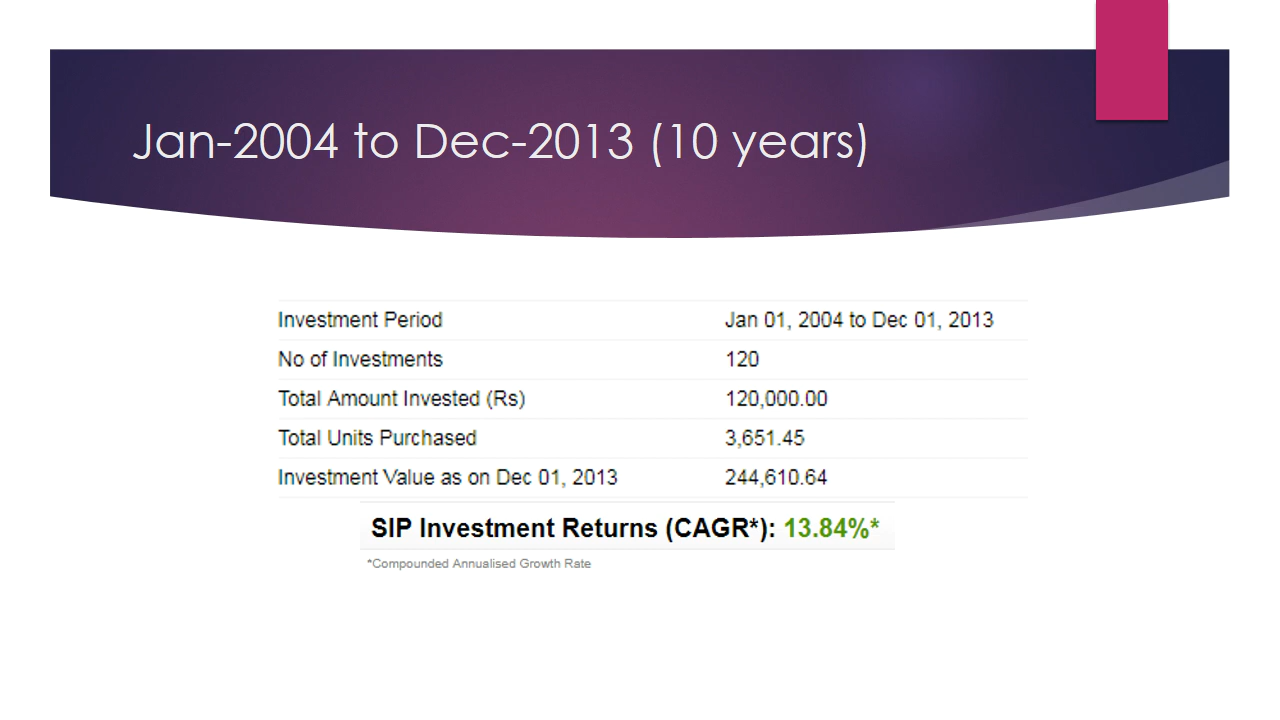 Jan-2004 to Dec-2013 (10 years)
Investment Period Jan 01, 2004 to Dec 01, 2013
No of Investments 120
Total Amount Invested (Rs) 120,000.00
Total Units Purchased 3,651.45
Investment Value as on Dec 01, 2013 244,610.64
SIP Investment Returns (CAGR*): 13.84%*
*Compounded Annualised Growth Rate